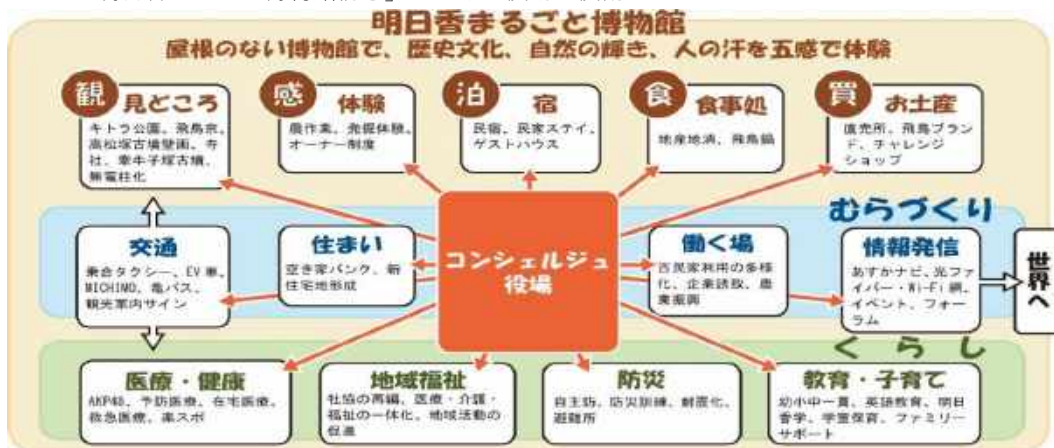 明日香まるごと博物館
屋根のない博物館で、歴史文化、自然の輝き、人の汗を五感で体験
観 見どころ
キトラ公園、飛鳥京、
高松塚古墳壁画、寺
社、牽牛子塚古墳、
無電柱化
感 体験
農作業、発掘体験、
オーナー制度
泊 宿
民宿、民家ステイ、
ゲストハウス
食 食事処
地産地消、飛鳥鍋
買 お土産
直売所、飛鳥ブラン
ド、チャレンジ
ショップ
むらづくり
交通
乗合タクシー、EV車、
MICHIMO、亀バス、
観光案内サイン
住まい
空き家バンク、新
住宅地形成
コンシェルジュ
役場
働く場
古民家利用の多様
化、企業誘致、農
業振興
情報発信
あすかナビ、光ファ
イバー・Wi-Fi網、
イベント、フォー
ラム
世界へ
くらし
医療・健康
AKP40、予防医療、在宅医療、
救急医療、楽スポ
地域福祉
社協の再編、医療・介護・
福祉の一体化、地域活動の
促進
防災
自主防、防災訓練、耐震化、
避難所
教育・子育て
幼小中一貫、英語教育、明日
香学、学童保育、ファミリー
サポート